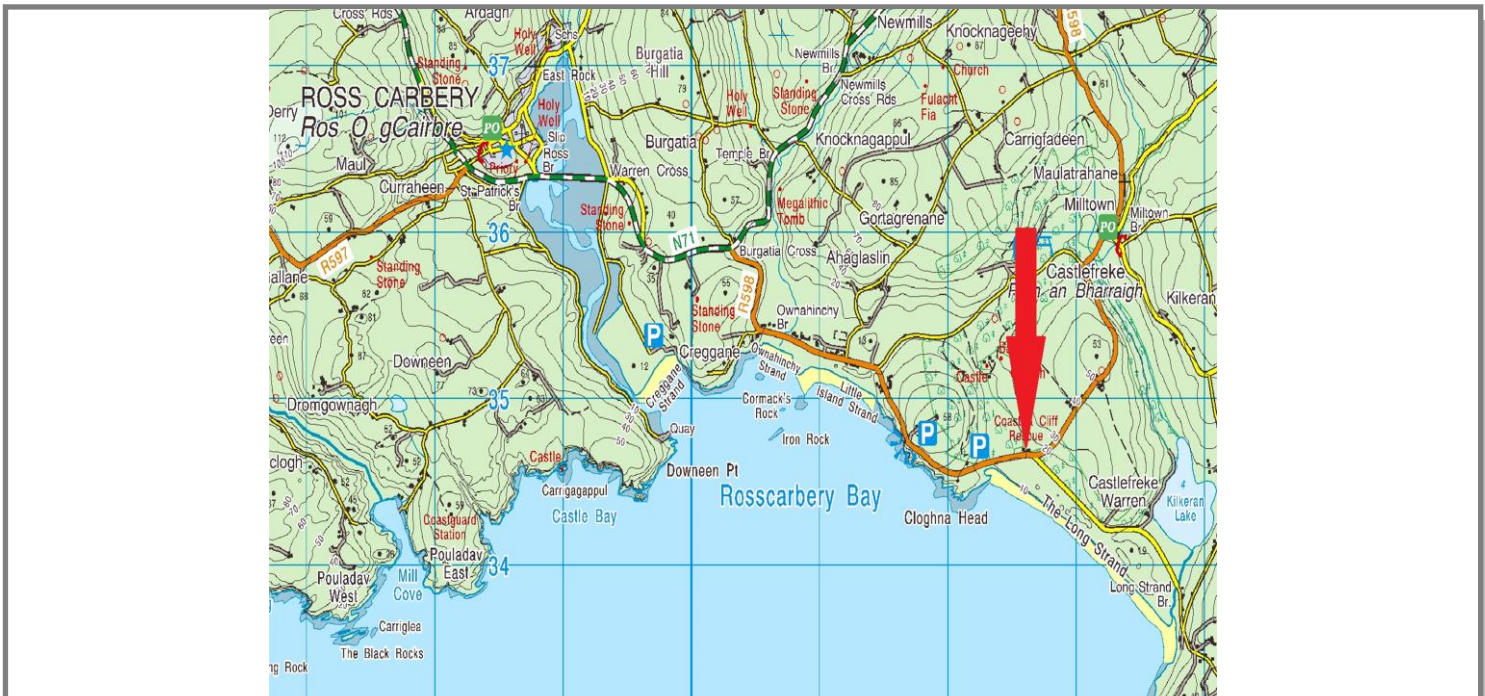 Cross Rds
Ardagh
Schs
Holy Well
Standing Stone
37
East Rock
Burgatia Hill
Newmills
Knocknageehy
R598
Newmills Br
Newmills Cross Rds
Church
Fulacht Fia
Standing Stone
Holy Well
Holy Well
ROSS CARBERY
Ros Ó gCairbre
PO
Derry
Maul
Slip
Ross Br
Priory
Burgatia
Temple Br
Knocknagappul
Carrigfadeen
Maulatrahane
Curraheen
St. Patrick's Br
Warren Cross
Megalithic Tomb
Standing Stone
Gortagrenane
Milltown
PO
Miltown Br
36
N71
Burgatia Cross
Ahaglaslin
R597
Standing Stone
Castlefreke
an Bharraigh
Kilkeran
R598
Standing Stone
Ownahinchy Br
P
Creggane
Downeen
Ownahinchy Strand
Little Island Strand
Castle
Creggane Strand
35
Dromgownagh
Cormack's Rock
Iron Rock
Quay
P
P
Cliff
Downeen Pt
Castle
Carrigagappul
Castle Bay
Rosscarbery Bay
Cloghna Head
Castlefreke Warren
Kilkeran Lake
The Long Strand
Coastguard Station
Pouladav East
34
Pouladav West
Mill Cove
Long Strand Br.
Carriglea
The Black Rocks
Rock